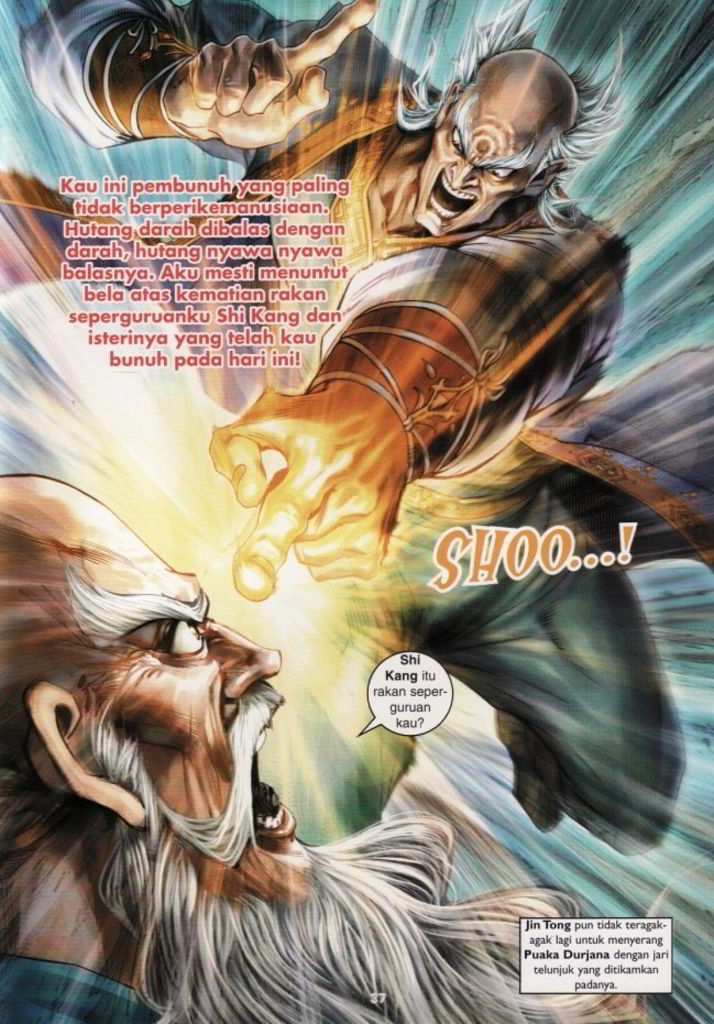 Kau ini pembunuh yang paling
tidak berperikemanusiaan.
Hutang darah dibalas dengan
darah, hutang nyawa nyawa
balasnya. Aku mesti menuntut
bela atas kematian rakan
seperguruanku Shi Kang dan
isterinya yang telah kau
bunuh pada hari ini!
SHOO...!
Shi
Kang itu
rakan seper-
guruan
kau?
Jin Tong pun tidak teragak-
agak lagi untuk menyerang
Puaka Durjana dengan jari
telunjuk yang ditikamkan
padanya.
37